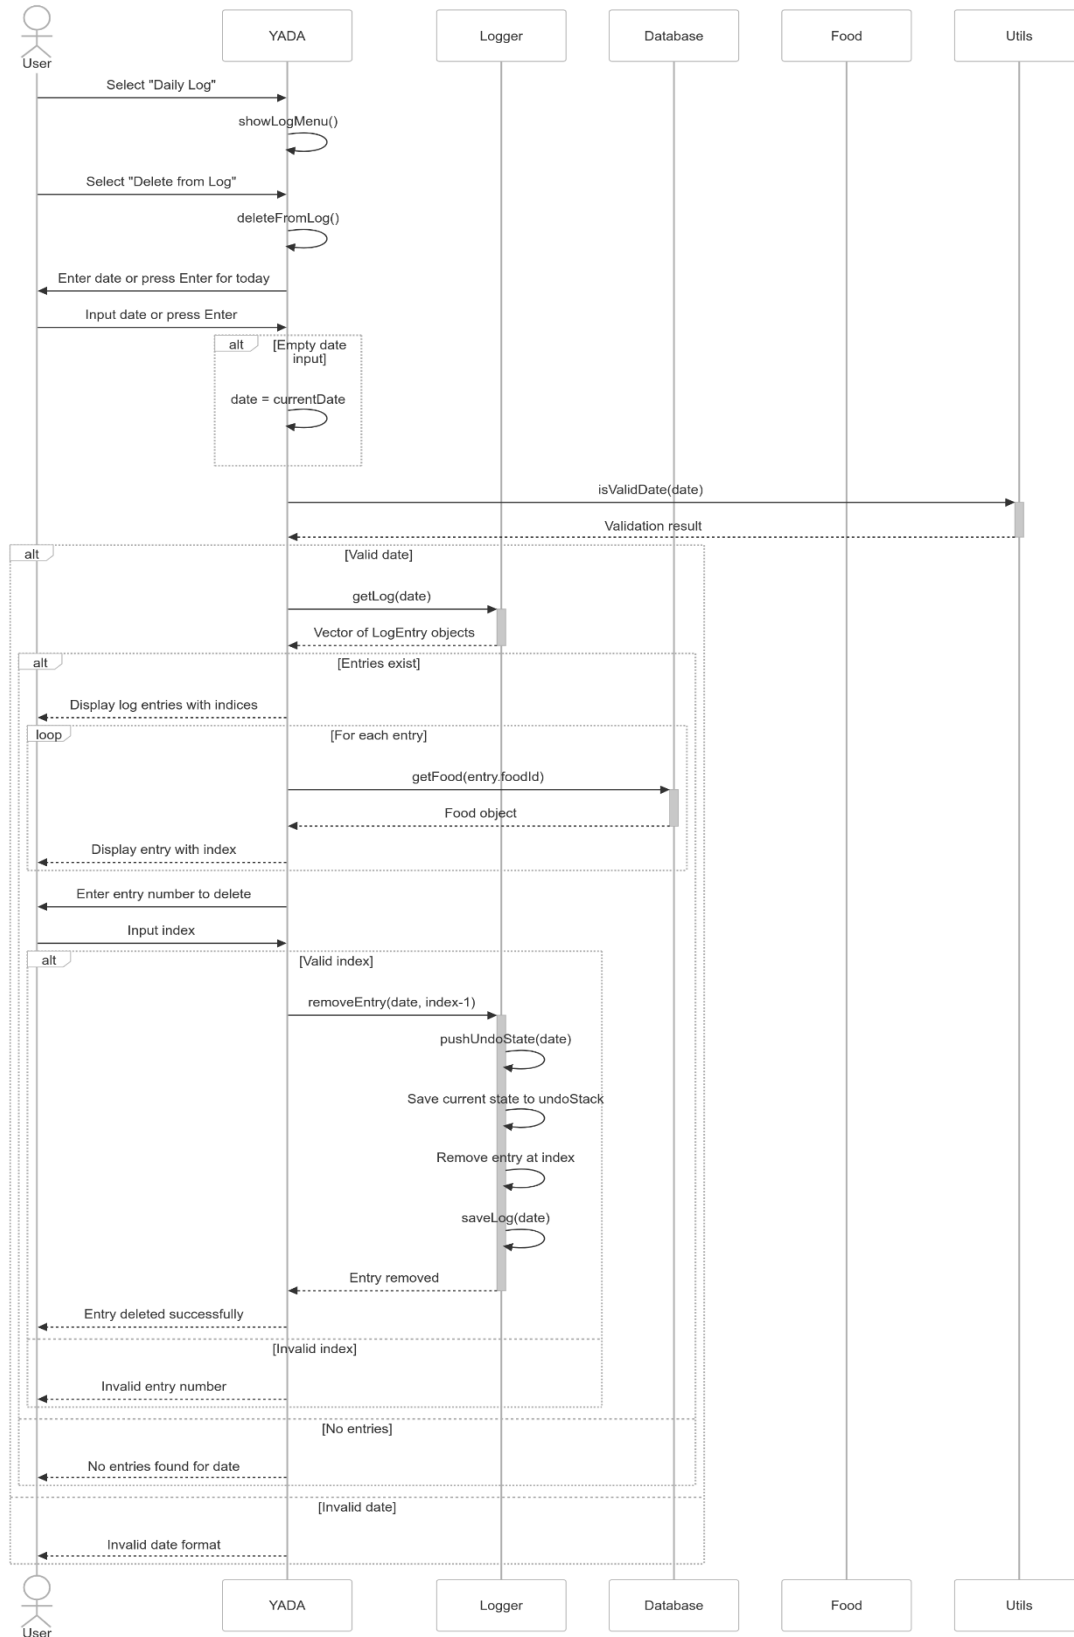 User
YADA
Logger
Database
Food
Utils
Select "Daily Log"
showLogMenu()
Select "Delete from Log"
deleteFromLog()
Enter date or press Enter for today
Input date or press Enter
alt
[Empty date
input]
date = currentDate
isValidDate(date)
Validation result
alt
[Valid date]
getLog(date)
Vector of LogEntry objects
alt
[Entries exist]
Display log entries with indices
loop
[For each entry]
getFood(entry.foodId)
Food object
Display entry with index
Enter entry number to delete
Input index
alt
[Valid index]
removeEntry(date, index-1)
pushUndoState(date)
Save current state to undoStack
Remove entry at index
saveLog(date)
Entry removed
Entry deleted successfully
[Invalid index]
Invalid entry number
[No entries]
No entries found for date
[Invalid date]
Invalid date format
User
YADA
Logger
Database
Food
Utils